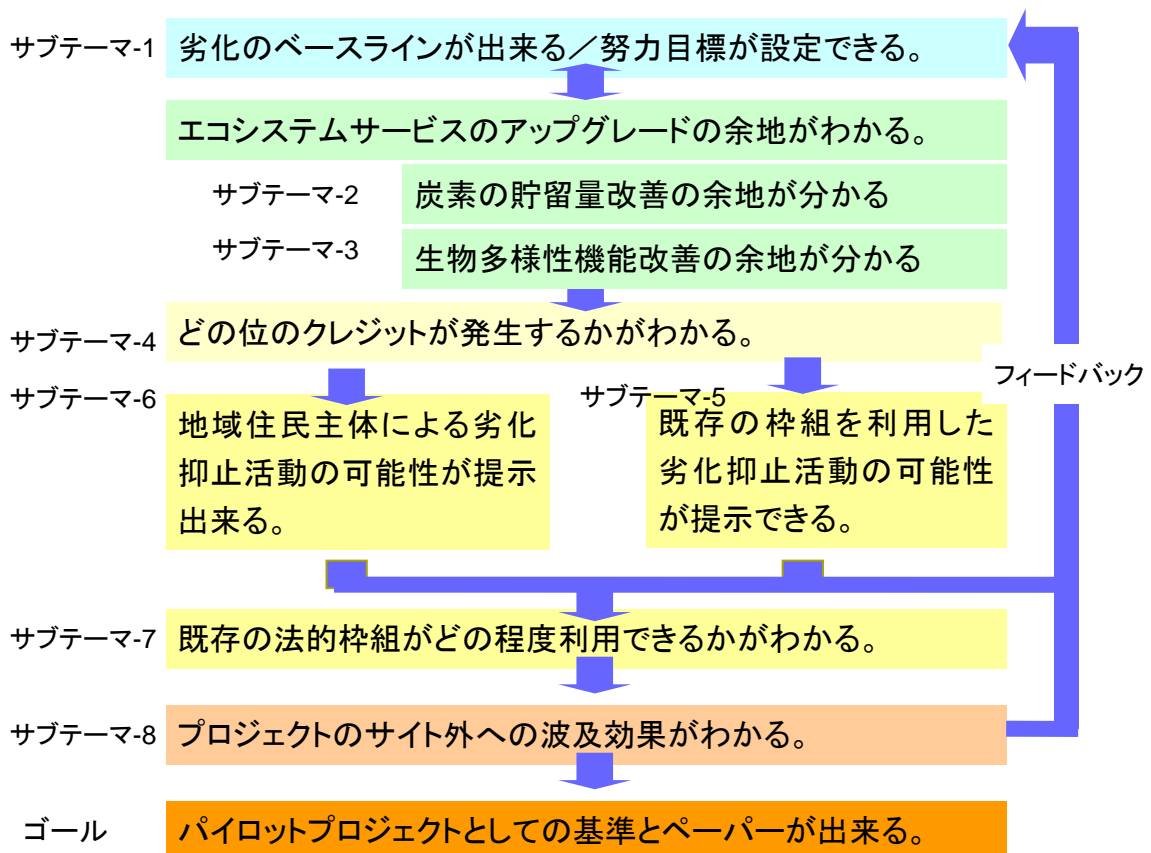 サブテーマ-1
劣化のベースラインが出来る／努力目標が設定できる。
エコシステムサービスのアップグレードの余地がわかる。
サブテーマ-2
炭素の貯留量改善の余地が分かる
サブテーマ-3
生物多様性機能改善の余地が分かる
サブテーマ-4
どの位のクレジットが発生するかがわかる。
フィードバック
サブテーマ-6
地域住民主体による劣化
抑止活動の可能性が提示
出来る。
サブテーマ-5
既存の枠組を利用した
劣化抑止活動の可能性
が提示できる。
サブテーマ-7
既存の法的枠組がどの程度利用できるかがわかる。
サブテーマ-8
プロジェクトのサイト外への波及効果がわかる。
ゴール
パイロットプロジェクトとしての基準とペーパーが出来る。